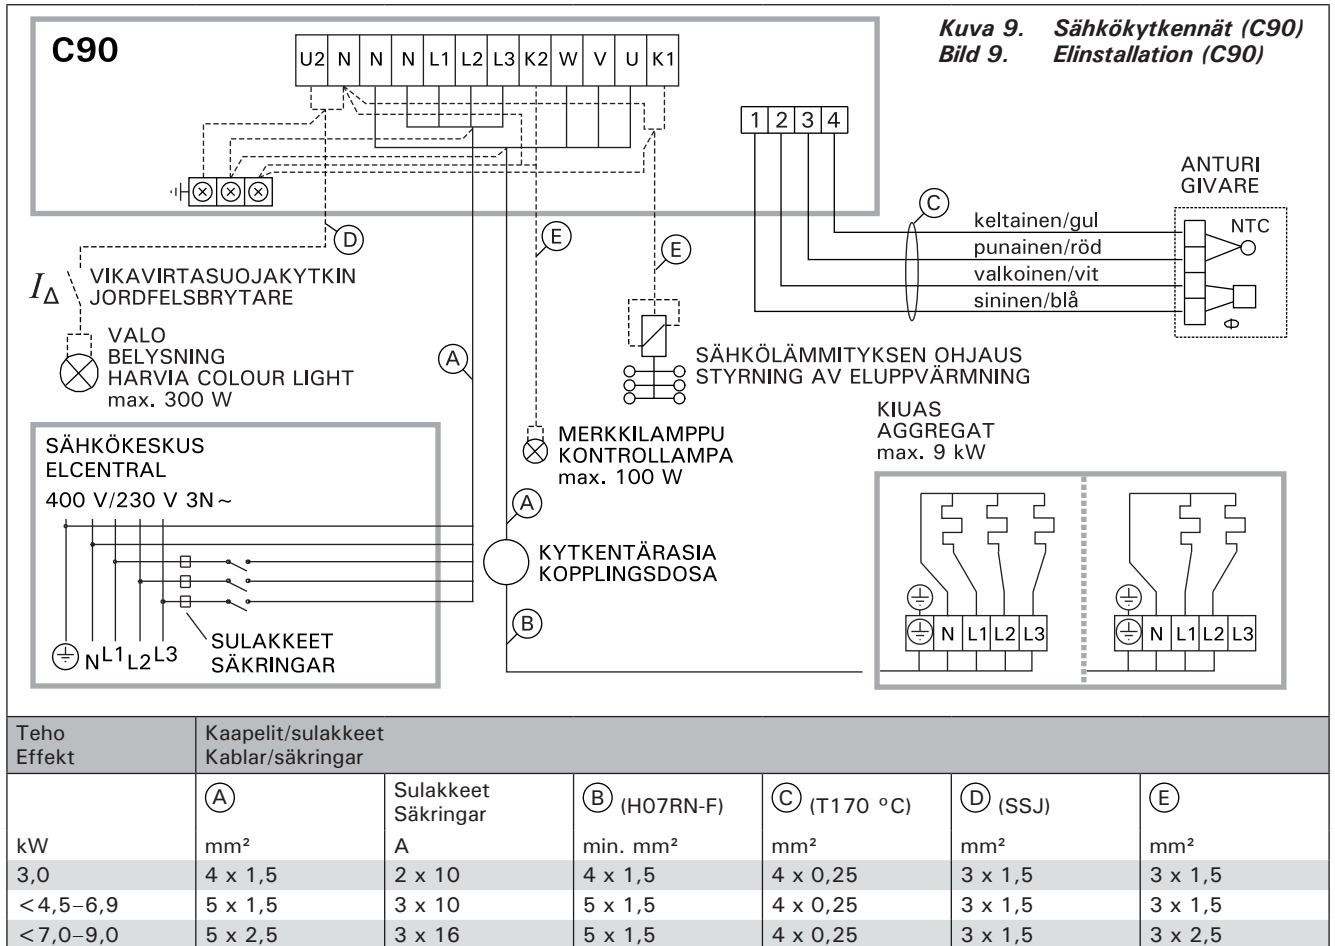 C90
U2 N N N L1 L2 L3 K2 W V U K1
Kuva 9. Sähkökytkennät (C90)
Bild 9. Elinstallation (C90)
1 2 3 4
ANTURI
GIVARE
NTC
C
keltainen/gul
punainen/röd
valkoinen/vit
sininen/blå
Φ
D
E
E
I∆
VIKAVIRTASUOJAKYTKIN
JORDFELSBRYTARE
VALO
BELYSNING
HARVIA COLOUR LIGHT
max. 300 W
A
SÄHKÖLÄMMITYKSEN OHJAUS
STYRNING AV ELUPPVÄRMNING
MERKKILAMPPU
KONTROLLAMPA
max. 100 W
KIUAS
AGGREGAT
max. 9 kW
SÄHKÖKESKUS
ELCENTRAL
400 V/230 V 3N~
A
KYTKENTÄRASIA
KOPPLINGSDOSA
B
N L1 L2 L3
SULAKKEET
SÄKRINGAR
N L1 L2 L3
N L1 L2 L3
Teho Kaapelit/sulakkeet
Effekt Kablar/säkringar
A Sulakkeet B (H07RN-F) C (T170 °C) D (SSJ) E
Säkringar
kW mm² A min. mm² mm² mm² mm²
3,0 4 x 1,5 2 x 10 4 x 1,5 4 x 0,25 3 x 1,5 3 x 1,5
<4,5–6,9 5 x 1,5 3 x 10 5 x 1,5 4 x 0,25 3 x 1,5 3 x 1,5
<7,0–9,0 5 x 2,5 3 x 16 5 x 1,5 4 x 0,25 3 x 1,5 3 x 2,5